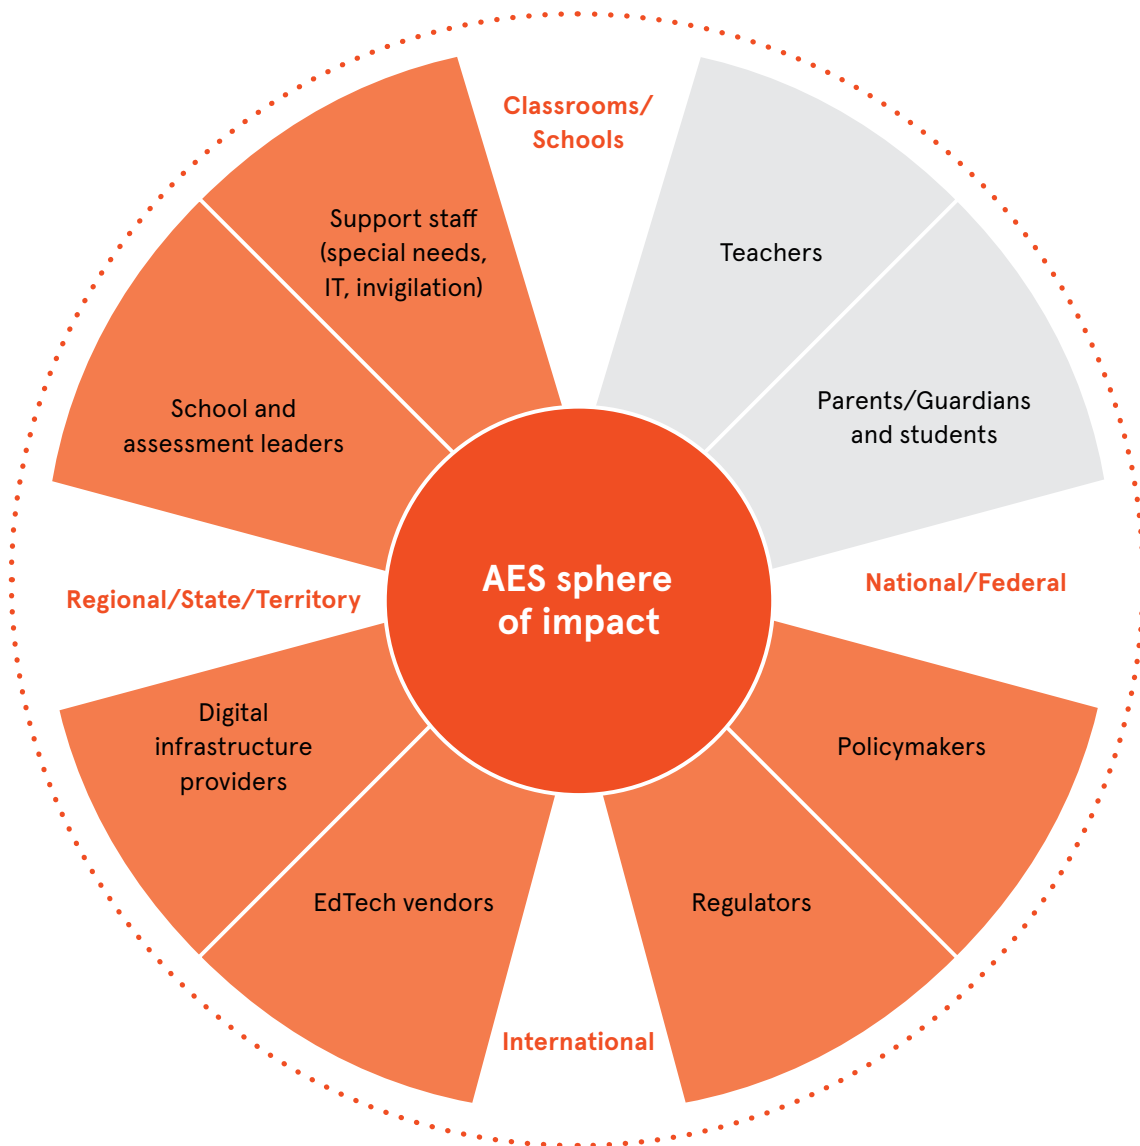 Classrooms/
Schools
Support staff
(special needs,
IT, invigilation)
Teachers
School and
assessment leaders
Parents/Guardians
and students
Regional/State/Territory
AES sphere
of impact
National/Federal
Digital
infrastructure
providers
Policymakers
EdTech vendors
Regulators
International